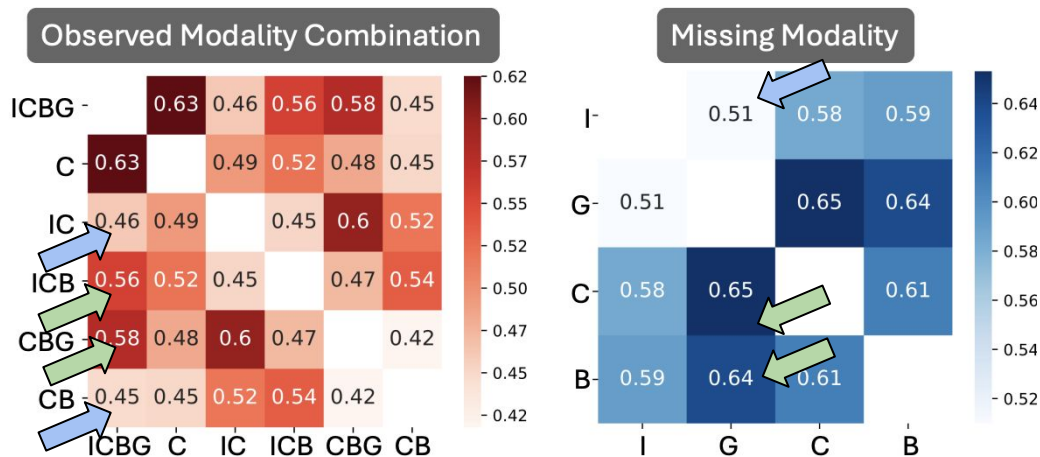 Observed Modality Combination
ICBG 0.63 0.46 0.56 0.58 0.45
C 0.63 0.49 0.52 0.48 0.45
IC 0.46 0.49 0.45 0.6 0.52
ICB 0.56 0.52 0.45 0.47 0.54
CBG 0.58 0.48 0.6 0.47 0.42
CB 0.45 0.45 0.52 0.54 0.42
ICBG C IC ICB CBG CB
0.62
0.60
0.57
0.55
0.52
0.50
0.47
0.45
0.42
Missing Modality
I 0.51 0.58 0.59
G 0.51 0.65 0.64
C 0.58 0.65 0.61
B 0.59 0.64 0.61
I G C B
0.64
0.62
0.60
0.58
0.56
0.54
0.52